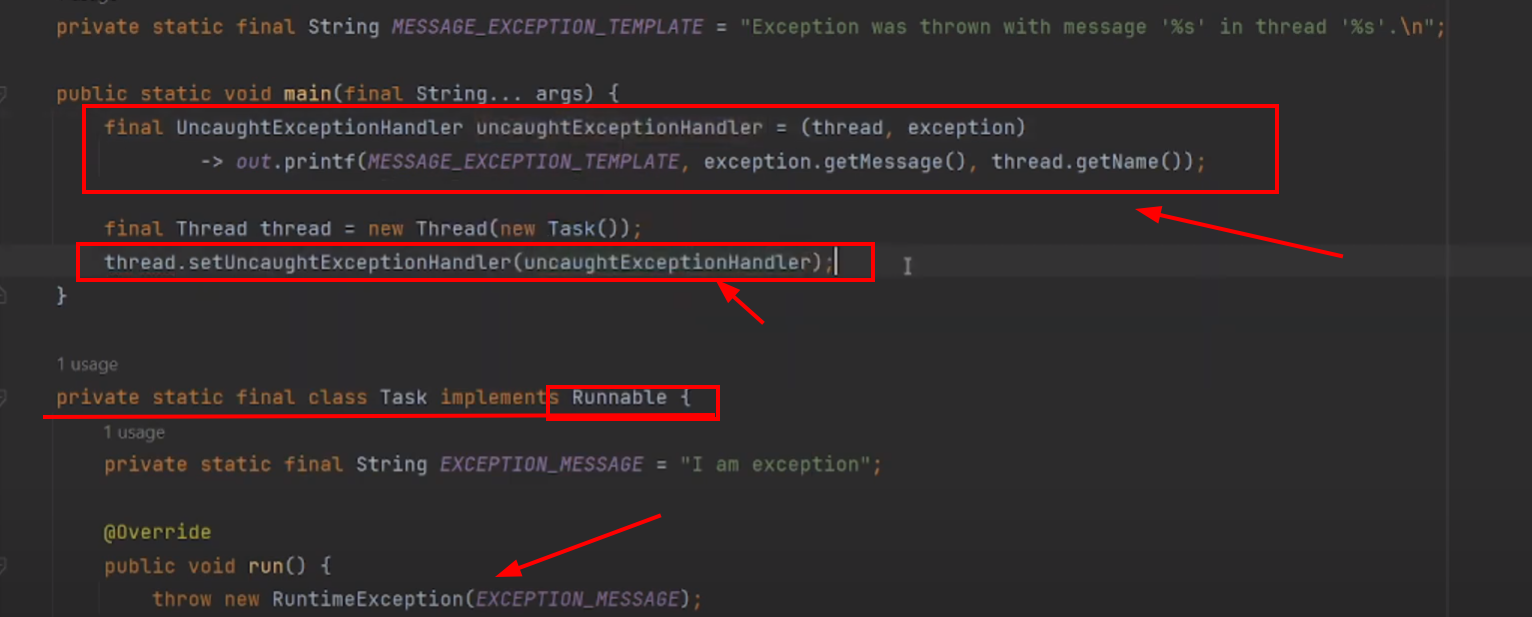 private static final String MESSAGE_EXCEPTION_TEMPLATE = "Exception was thrown with message '%s' in thread '%s'.\n";
public static void main(final String... args) {
final UncaughtExceptionHandler uncaughtExceptionHandler = (thread, exception)
-> out.printf(MESSAGE_EXCEPTION_TEMPLATE, exception.getMessage(), thread.getName());
final Thread thread = new Thread(new Task());
thread.setUncaughtExceptionHandler(uncaughtExceptionHandler);
}
1 usage
private static final class Task implements Runnable {
1 usage
private static final String EXCEPTION_MESSAGE = "I am exception";
@Override
public void run() {
throw new RuntimeException(EXCEPTION_MESSAGE);